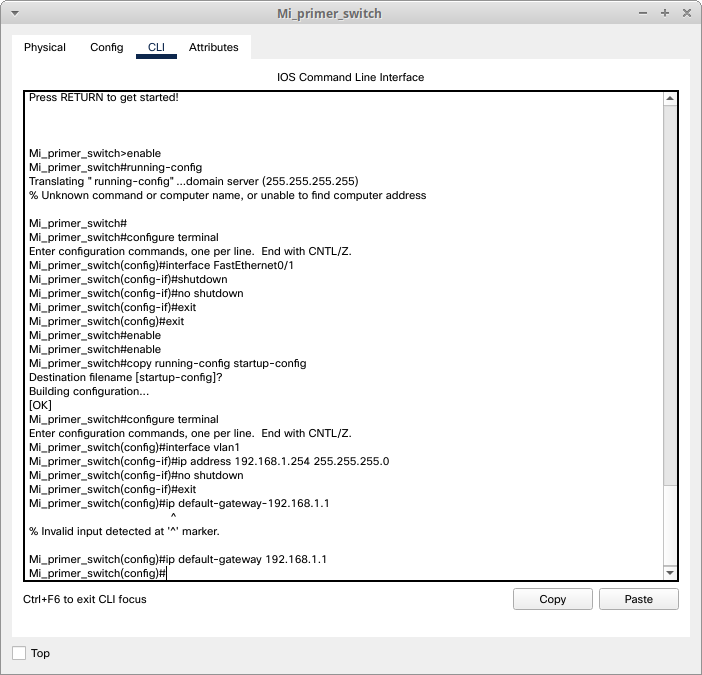 Mi_primer_switch
Physical Config CLI Attributes
IOS Command Line Interface
Press RETURN to get started!
Mi_primer_switch>enable
Mi_primer_switch#running-config
Translating " running-config" ...domain server (255.255.255.255)
% Unknown command or computer name, or unable to find computer address
Mi_primer_switch#
Mi_primer_switch#configure terminal
Enter configuration commands, one per line.  End with CNTL/Z.
Mi_primer_switch(config)#interface FastEthernet0/1
Mi_primer_switch(config-if)#shutdown
Mi_primer_switch(config-if)#no shutdown
Mi_primer_switch(config-if)#exit
Mi_primer_switch(config)#exit
Mi_primer_switch#enable
Mi_primer_switch#enable
Mi_primer_switch#copy running-config startup-config
Destination filename [startup-config]?
Building configuration...
[OK]
Mi_primer_switch#configure terminal
Enter configuration commands, one per line.  End with CNTL/Z.
Mi_primer_switch(config)#interface vlan1
Mi_primer_switch(config-if)#ip address 192.168.1.254 255.255.255.0
Mi_primer_switch(config-if)#no shutdown
Mi_primer_switch(config-if)#exit
Mi_primer_switch(config)#ip default-gateway-192.168.1.1
^
% Invalid input detected at '^' marker.
Mi_primer_switch(config)#ip default-gateway 192.168.1.1
Mi_primer_switch(config)#
Ctrl+F6 to exit CLI focus
Copy Paste
Top